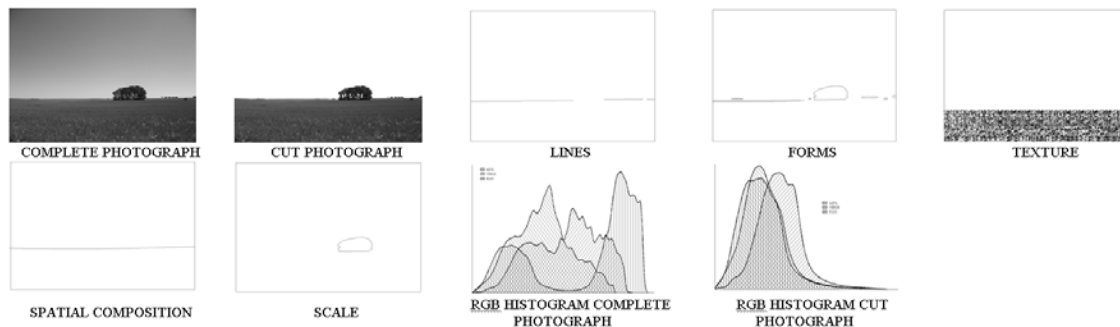 COMPLETE PHOTOGRAPH
CUT PHOTOGRAPH
LINES
FORMS
TEXTURE
SPATIAL COMPOSITION
SCALE
RGB HISTOGRAM COMPLETE
PHOTOGRAPH
RGB HISTOGRAM CUT
PHOTOGRAPH